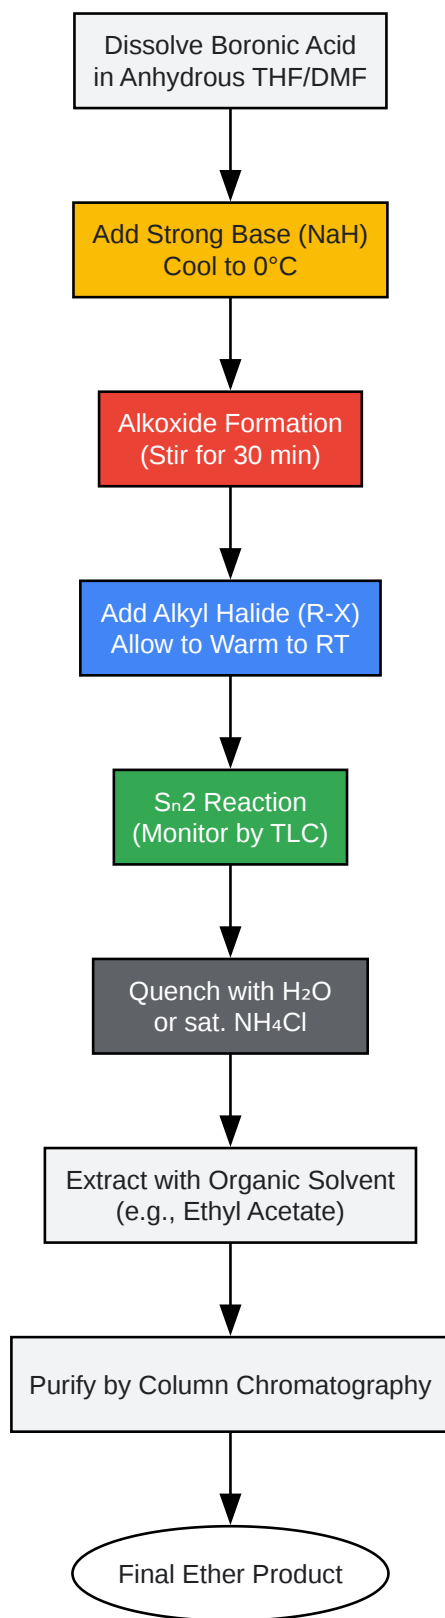 Dissolve Boronic Acid
in Anhydrous THF/DMF
Add Strong Base (NaH)
Cool to 0°C
Alkoxide Formation
(Stir for 30 min)
Add Alkyl Halide (R-X)
Allow to Warm to RT
Sₙ2 Reaction
(Monitor by TLC)
Quench with H₂O
or sat. NH₄Cl
Extract with Organic Solvent
(e.g., Ethyl Acetate)
Purify by Column Chromatography
Final Ether Product